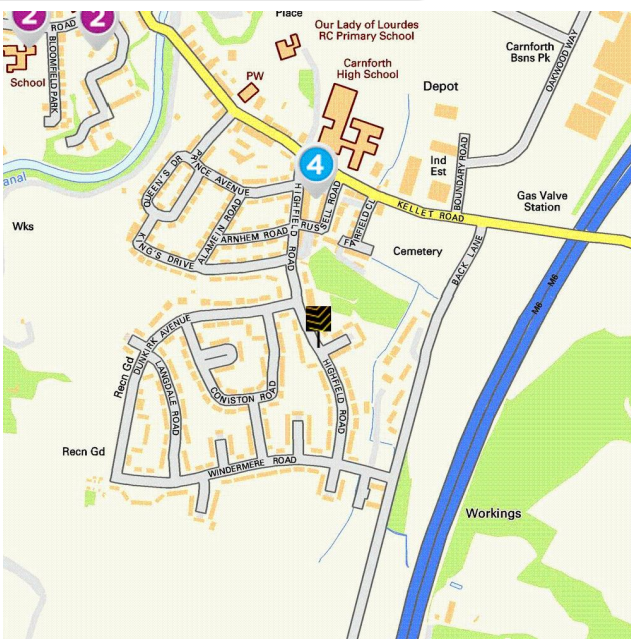 2
2
Place
ROAD
Our Lady of Lourdes
RC Primary School
BLOOMFIELD PARK
School
PW
Carnforth
High School
Carnforth
Bsns Pk
OAKWOOD WAY
Depot
Ind
Est
BOUNDARY ROAD
Gas Valve
Station
4
QUEEN'S DR
PRINCE AVENUE
HIGHFIELD ROAD
RUSSELL ROAD
FAIRFIELD CL
KELLET ROAD
anal
Wks
ALAMEIN ROAD
ARNHEM ROAD
KING'S DRIVE
Cemetery
BACK LANE
M6
M6
DUNKIRK AVENUE
Recn Gd
LANGDALE ROAD
CONISTON ROAD
HIGHFIELD ROAD
Recn Gd
WINDERMERE ROAD
Workings